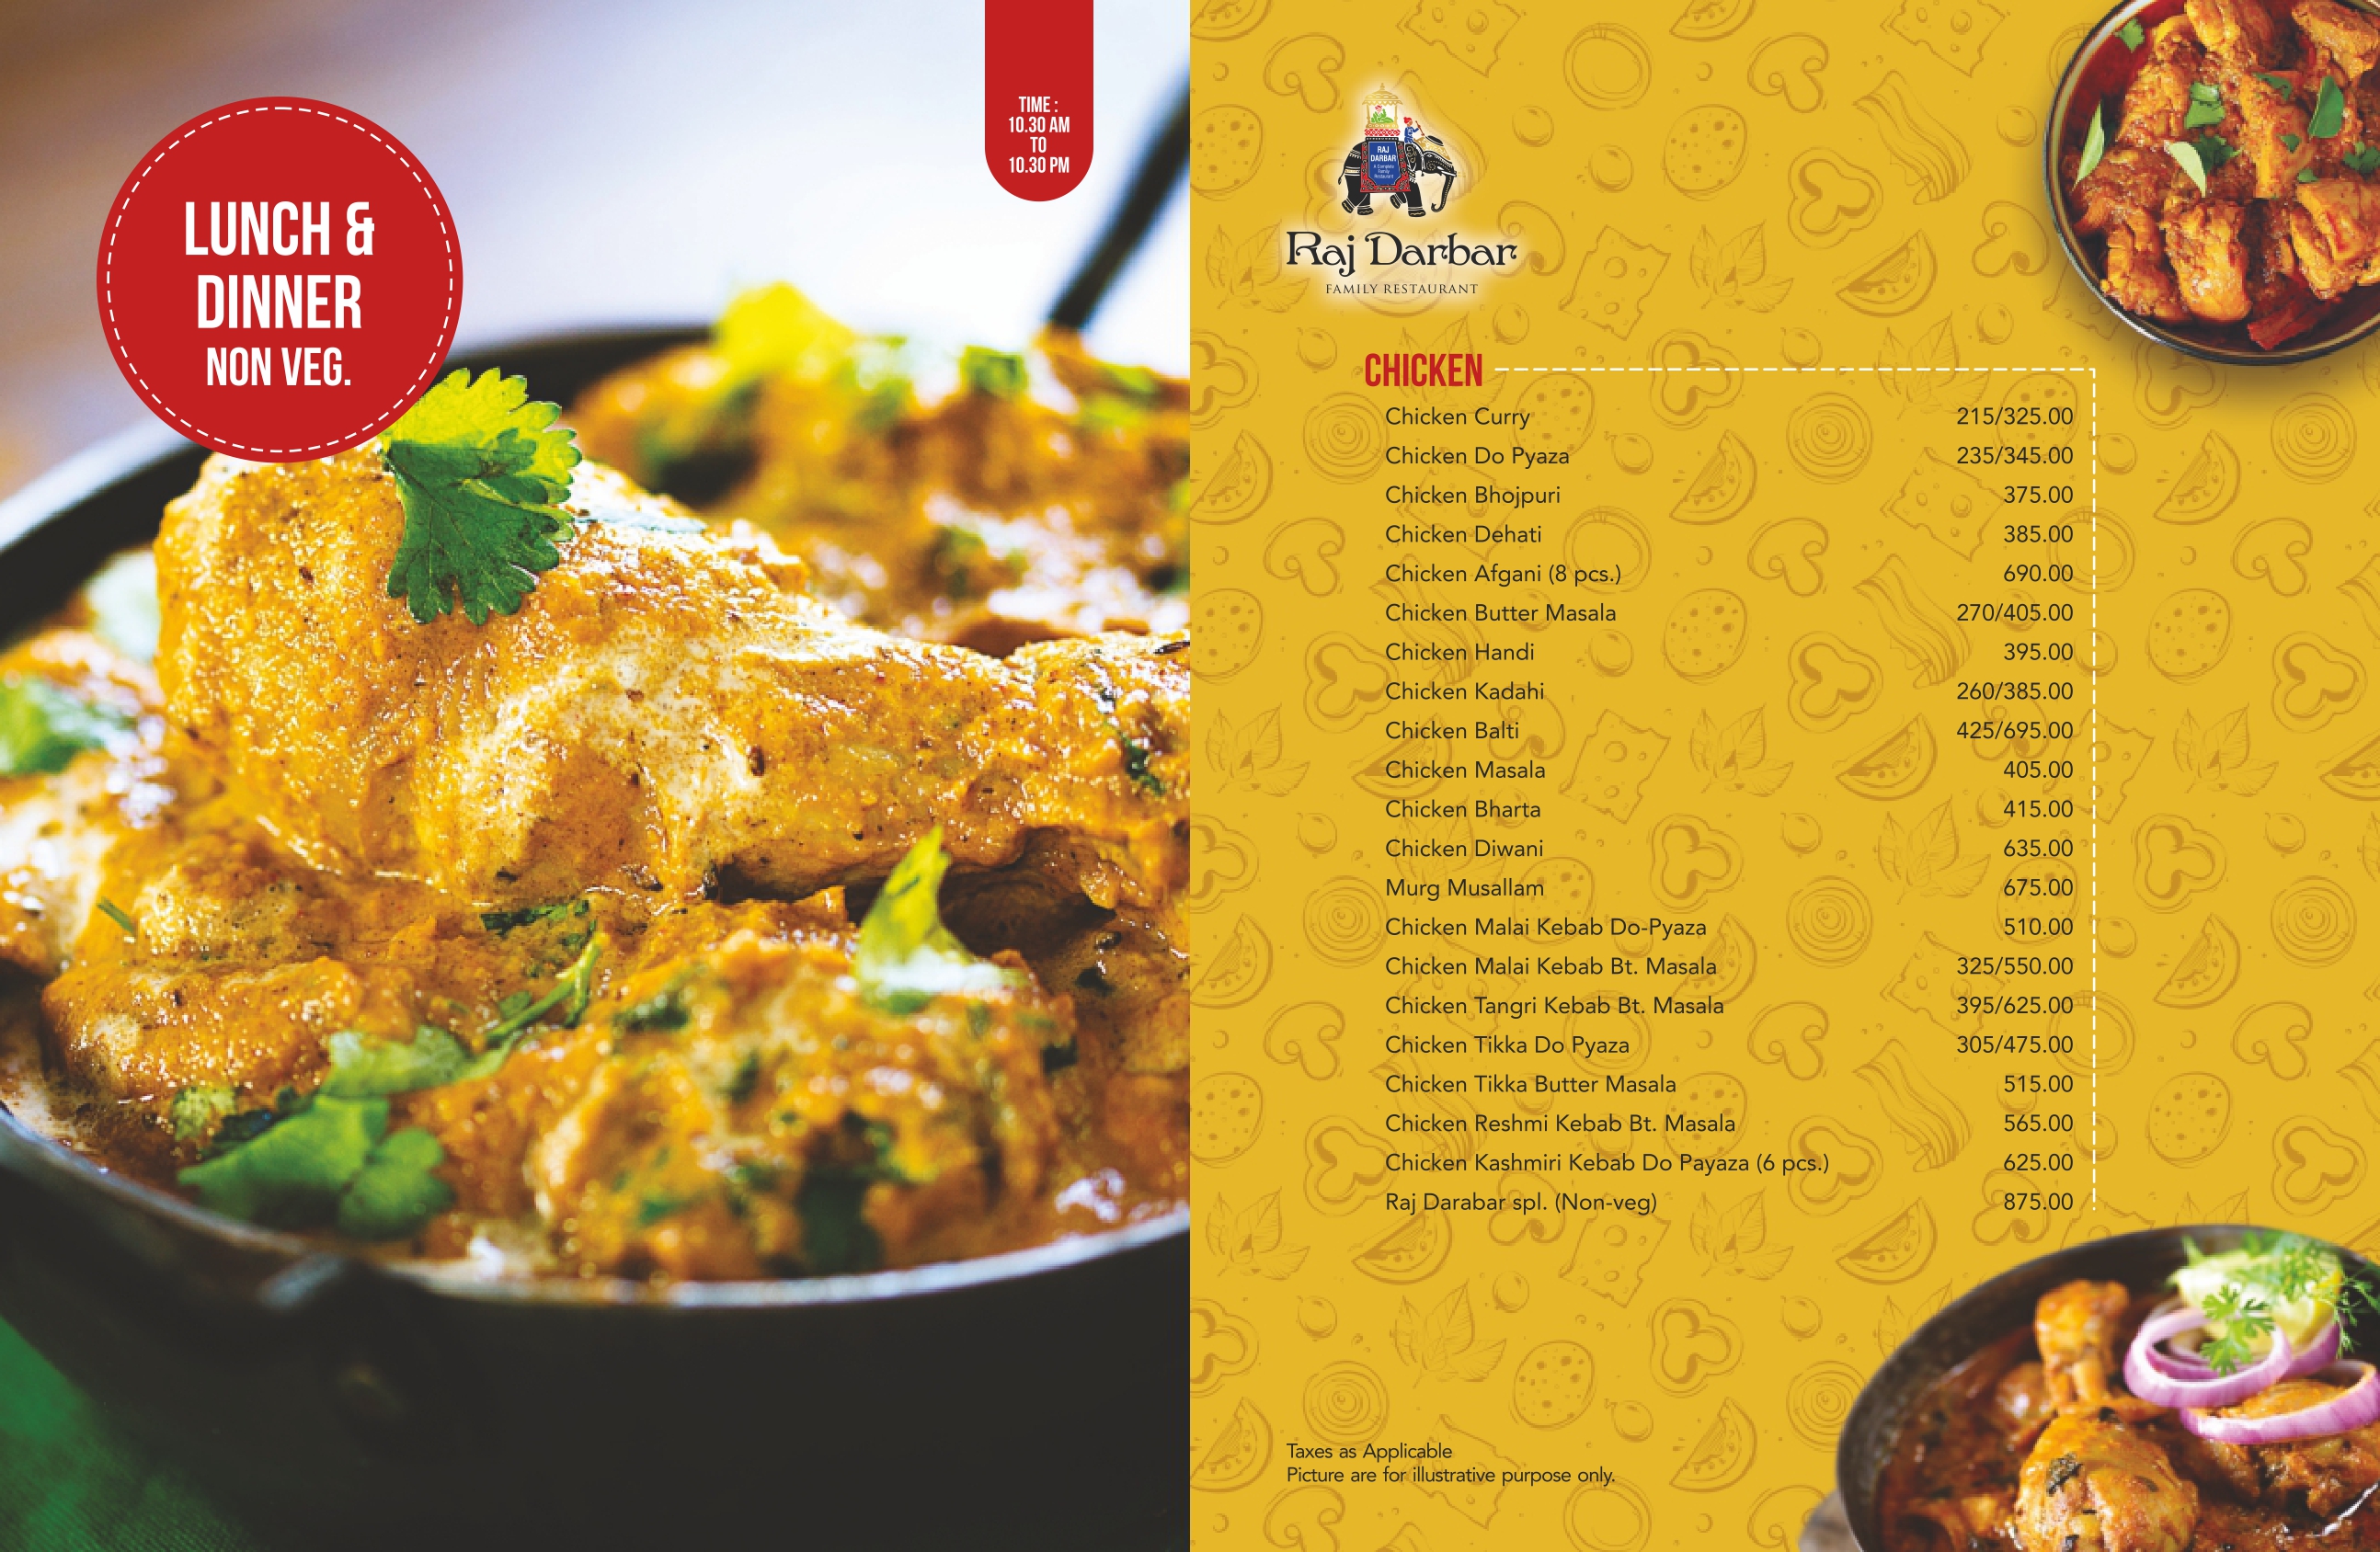 LUNCH &
DINNER
NON VEG.
TIME :
10.30 AM
TO
10.30 PM
RAJ
DARBAR
A Complete
Family
Restaurant
Raj Darbar
FAMILY RESTAURANT
CHICKEN
Chicken Curry 215/325.00
Chicken Do Pyaza 235/345.00
Chicken Bhojpuri 375.00
Chicken Dehati 385.00
Chicken Afgani (8 pcs.) 690.00
Chicken Butter Masala 270/405.00
Chicken Handi 395.00
Chicken Kadahi 260/385.00
Chicken Balti 425/695.00
Chicken Masala 405.00
Chicken Bharta 415.00
Chicken Diwani 635.00
Murg Musallam 675.00
Chicken Malai Kebab Do-Pyaza 510.00
Chicken Malai Kebab Bt. Masala 325/550.00
Chicken Tangri Kebab Bt. Masala 395/625.00
Chicken Tikka Do Pyaza 305/475.00
Chicken Tikka Butter Masala 515.00
Chicken Reshmi Kebab Bt. Masala 565.00
Chicken Kashmiri Kebab Do Payaza (6 pcs.) 625.00
Raj Darabar spl. (Non-veg) 875.00
Taxes as Applicable
Picture are for illustrative purpose only.